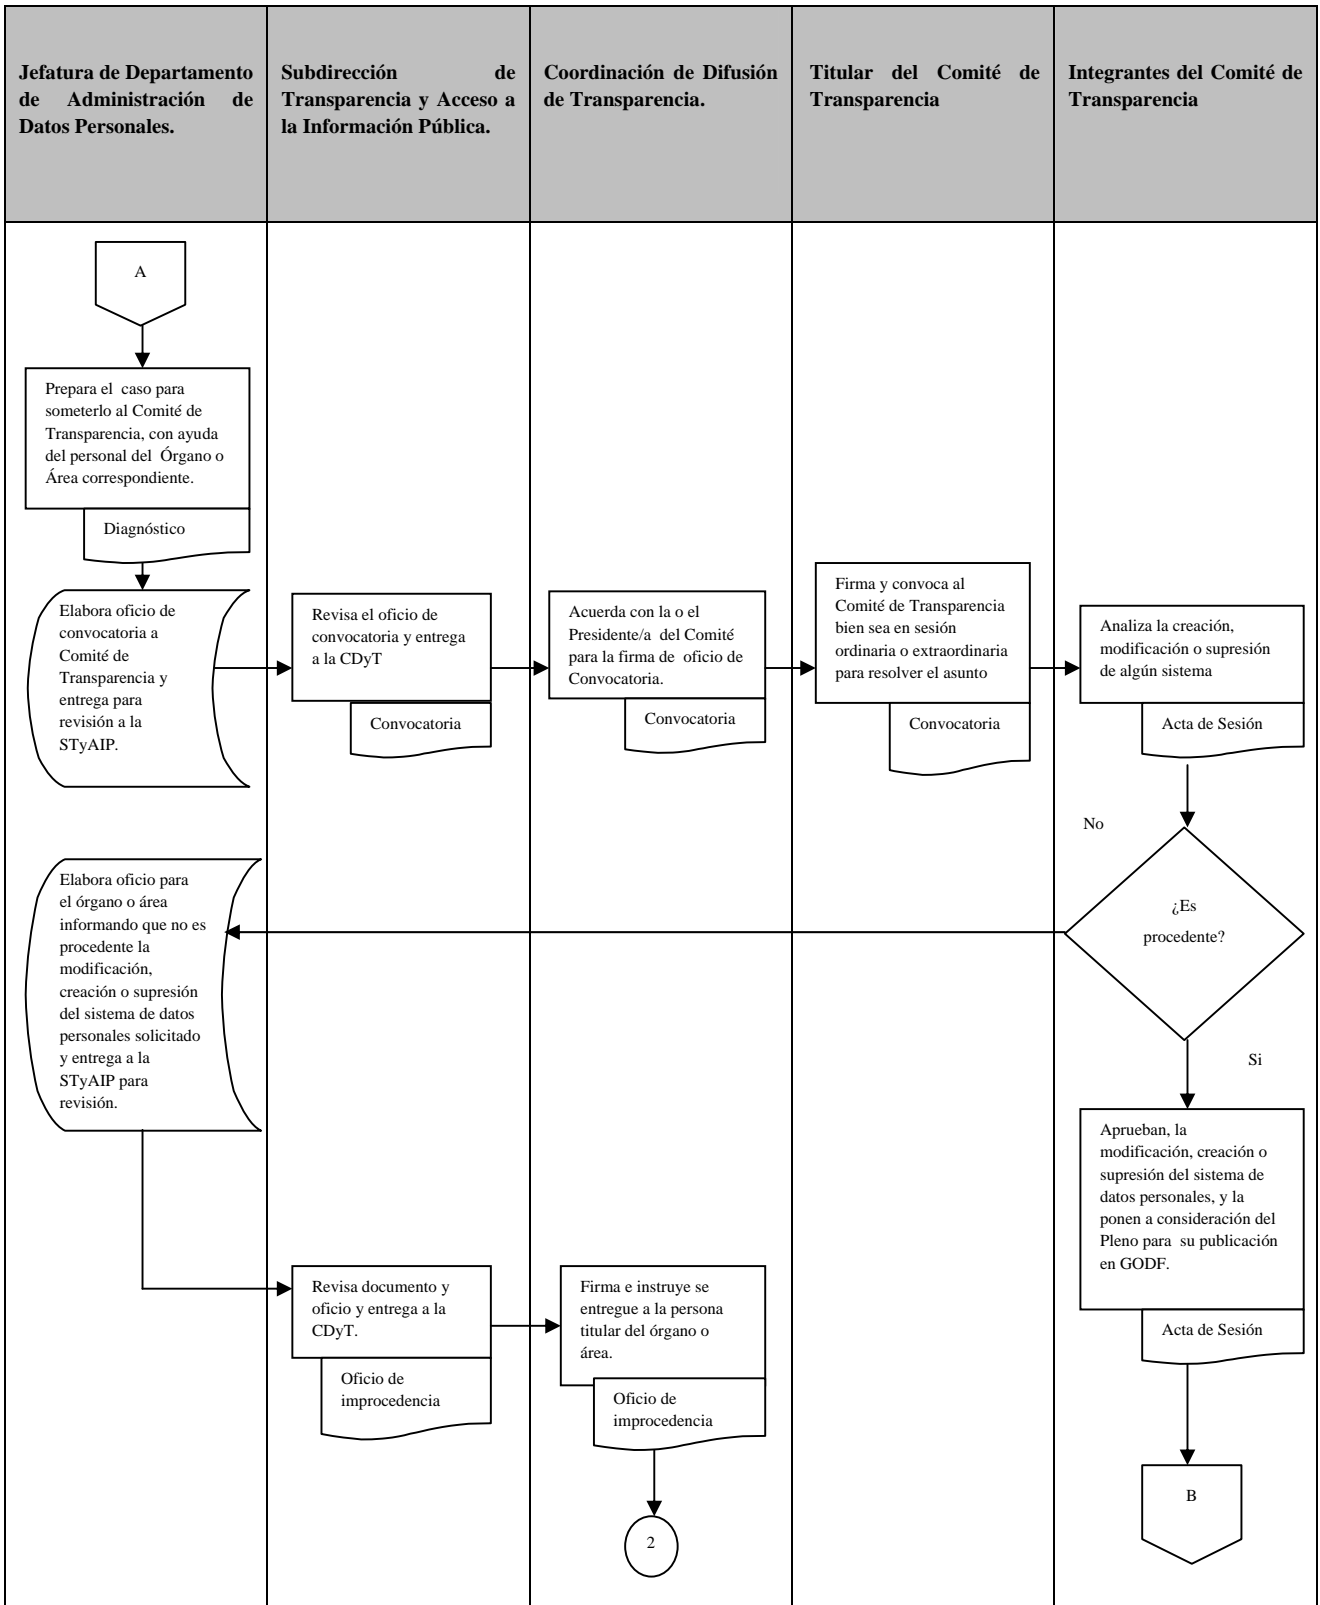 Jefatura de Departamento
de Administración de
Datos Personales.
Subdirección de
Transparencia y Acceso a
la Información Pública.
Coordinación de Difusión
de Transparencia.
Titular del Comité de
Transparencia
Integrantes del Comité de
Transparencia
A
Prepara el caso para
someterlo al Comité de
Transparencia, con ayuda
del personal del Órgano o
Área correspondiente.
Diagnóstico
Elabora oficio de
convocatoria a
Comité de
Transparencia y
entrega para
revisión a la
STyAIP.
Revisa el oficio de
convocatoria y entrega
a la CDyT
Convocatoria
Acuerda con la o el
Presidente/a del Comité
para la firma de oficio de
Convocatoria.
Convocatoria
Firma y convoca al
Comité de Transparencia
bien sea en sesión
ordinaria o extraordinaria
para resolver el asunto
Convocatoria
Analiza la creación,
modificación o supresión
de algún sistema
Acta de Sesión
No
¿Es
procedente?
Si
Elabora oficio para
el órgano o área
informando que no es
procedente la
modificación,
creación o supresión
del sistema de datos
personales solicitado
y entrega a la
STyAIP para
revisión.
Aprueban, la
modificación, creación o
supresión del sistema de
datos personales, y la
ponen a consideración del
Pleno para su publicación
en GODF.
Acta de Sesión
Revisa documento y
oficio y entrega a la
CDyT.
Oficio de
improcedencia
Firma e instruye se
entregue a la persona
titular del órgano o
área.
Oficio de
improcedencia
2
B